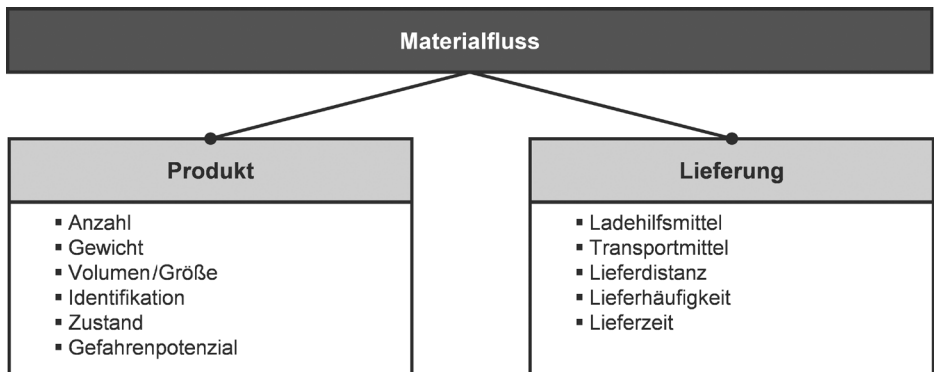 Materialfluss
Produkt
▪ Anzahl
▪ Gewicht
▪ Volumen/Größe
▪ Identifikation
▪ Zustand
▪ Gefahrenpotenzial
Lieferung
▪ Ladehilfsmittel
▪ Transportmittel
▪ Lieferdistanz
▪ Lieferhäufigkeit
▪ Lieferzeit